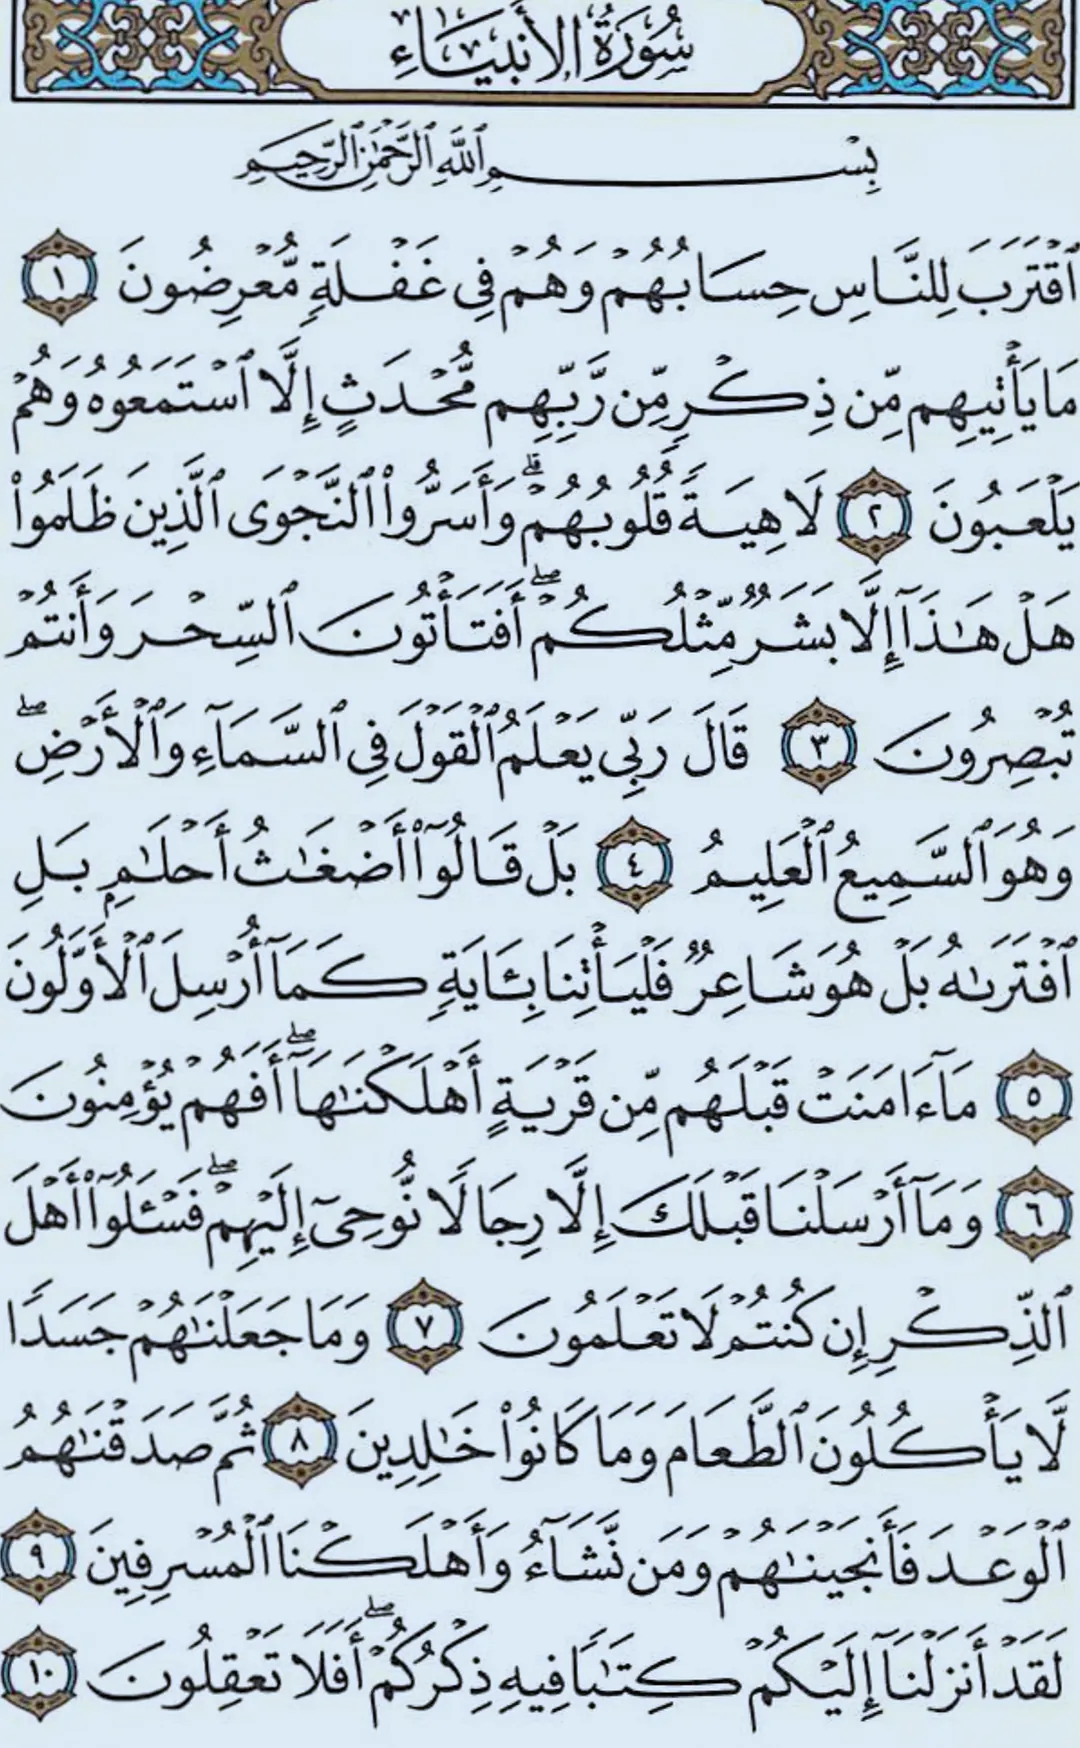 سُورَةُ الأَنبِيَاءِ
بِسْمِ ٱللَّهِ ٱلرَّحْمَٰنِ ٱلرَّحِيمِ
ٱقْتَرَبَ لِلنَّاسِ حِسَابُهُمْ وَهُمْ فِى غَفْلَةٍ مُّعْرِضُونَ ١
مَا يَأْتِيهِم مِّن ذِكْرٍ مِّن رَّبِّهِم مُّحْدَثٍ إِلَّا ٱسْتَمَعُوهُ وَهُمْ
يَلْعَبُونَ ٢ لَاهِيَةً قُلُوبُهُمْ ۗ وَأَسَرُّوا۟ ٱلنَّجْوَى ٱلَّذِينَ ظَلَمُوا۟
هَلْ هَٰذَآ إِلَّا بَشَرٌ مِّثْلُكُمْ ۖ أَفَتَأْتُونَ ٱلسِّحْرَ وَأَنتُمْ
تُبْصِرُونَ ٣ قَالَ رَبِّى يَعْلَمُ ٱلْقَوْلَ فِى ٱلسَّمَآءِ وَٱلْأَرْضِ ۖ
وَهُوَ ٱلسَّمِيعُ ٱلْعَلِيمُ ٤ بَلْ قَالُوٓا۟ أَضْغَٰثُ أَحْلَٰمٍۭ بَلِ
ٱفْتَرَىٰهُ بَلْ هُوَ شَاعِرٌ فَلْيَأْتِنَا بِـَٔايَةٍ كَمَآ أُرْسِلَ ٱلْأَوَّلُونَ
٥ مَآ ءَامَنَتْ قَبْلَهُم مِّن قَرْيَةٍ أَهْلَكْنَٰهَآ ۖ أَفَهُمْ يُؤْمِنُونَ
٦ وَمَآ أَرْسَلْنَا قَبْلَكَ إِلَّا رِجَالًا نُّوحِىٓ إِلَيْهِمْ ۖ فَسْـَٔلُوٓا۟ أَهْلَ
ٱلذِّكْرِ إِن كُنتُمْ لَا تَعْلَمُونَ ٧ وَمَا جَعَلْنَٰهُمْ جَسَدًا
لَّا يَأْكُلُونَ ٱلطَّعَامَ وَمَا كَانُوا۟ خَٰلِدِينَ ٨ ثُمَّ صَدَقْنَٰهُمُ
ٱلْوَعْدَ فَأَنجَيْنَٰهُمْ وَمَن نَّشَآءُ وَأَهْلَكْنَا ٱلْمُسْرِفِينَ ٩
لَقَدْ أَنزَلْنَآ إِلَيْكُمْ كِتَٰبًا فِيهِ ذِكْرُكُمْ ۖ أَفَلَا تَعْقِلُونَ ١٠